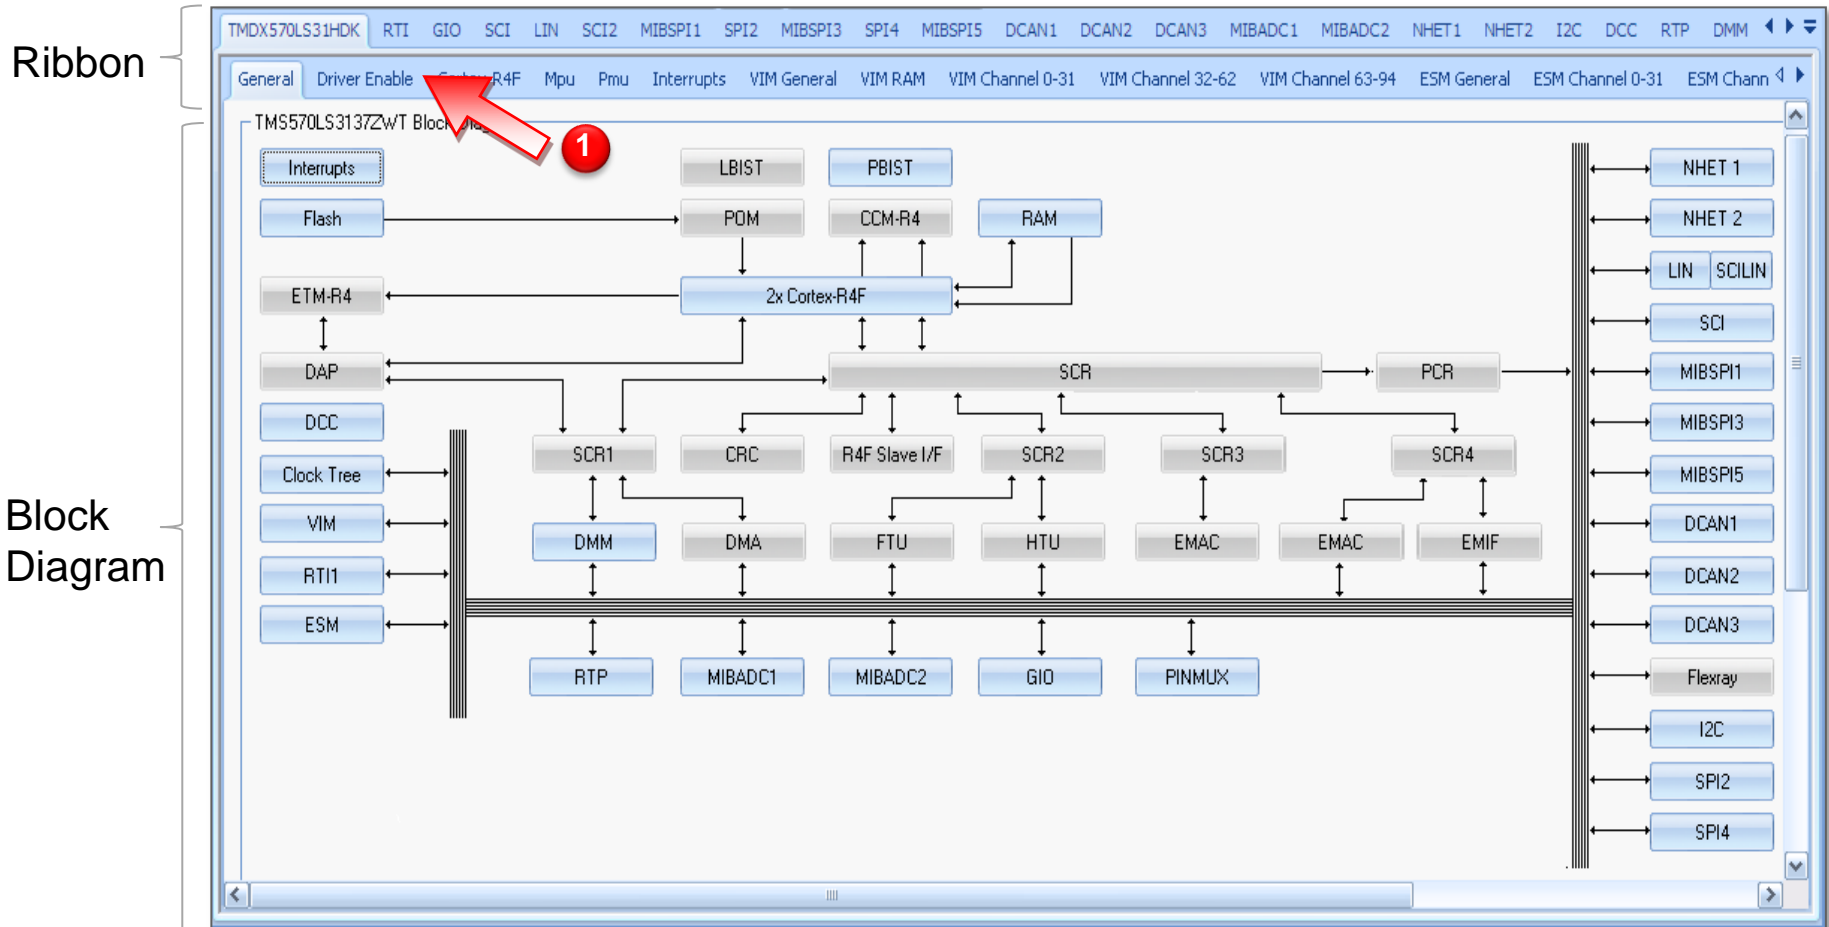 Ribbon
TMDX570LS31HDK RTI GIO SCI LIN SCI2 MIBSPI1 SPI2 MIBSPI3 SPI4 MIBSPI5 DCAN1 DCAN2 DCAN3 MIBADC1 MIBADC2 NHET1 NHET2 I2C DCC RTP DMM
General Driver Enable R4F Mpu Pmu Interrupts VIM General VIM RAM VIM Channel 0-31 VIM Channel 32-62 VIM Channel 63-94 ESM General ESM Channel 0-31 ESM Chann
TMS570LS3137ZWT Block
1
Interrupts LBIST PBIST NHET 1
Flash POM CCM-R4 RAM NHET 2
LIN SCILIN
ETM-R4 2x Cortex-R4F
SCI
DAP SCR PCR MIBSPI1
DCC MIBSPI3
SCR1 CRC R4F Slave I/F SCR2 SCR3 SCR4
Clock Tree MIBSPI5
Block
Diagram
VIM DCAN1
DMM DMA FTU HTU EMAC EMAC EMIF
RTI1 DCAN2
ESM DCAN3
RTP MIBADC1 MIBADC2 GIO PINMUX Flexray
I2C
SPI2
SPI4